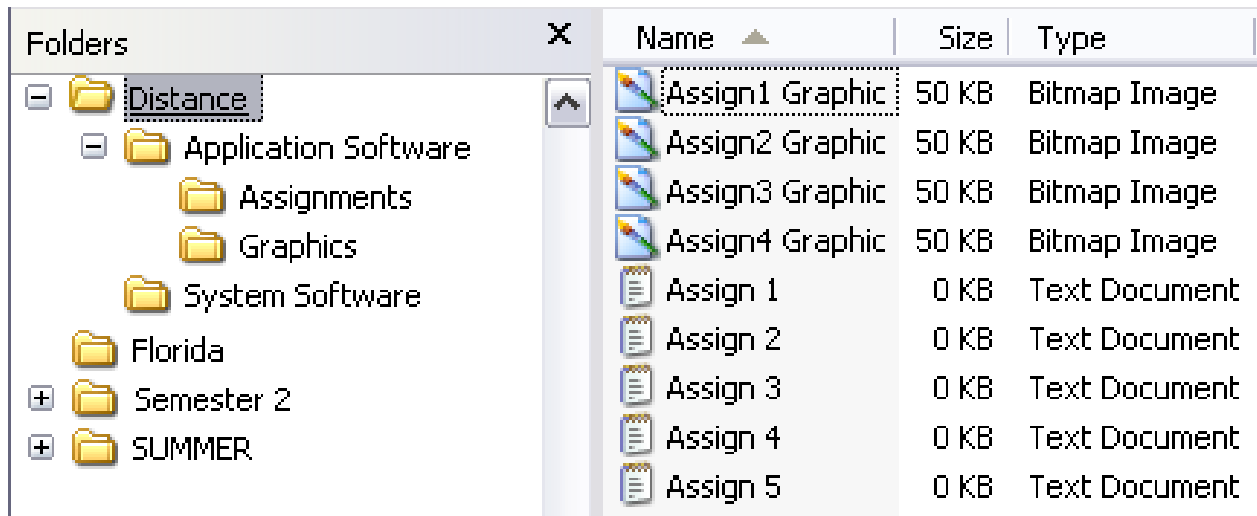 Folders
Distance
Application Software
Assignments
Graphics
System Software
Florida
Semester 2
SUMMER
Name Size Type
Assign1 Graphic 50 KB Bitmap Image
Assign2 Graphic 50 KB Bitmap Image
Assign3 Graphic 50 KB Bitmap Image
Assign4 Graphic 50 KB Bitmap Image
Assign 1 0 KB Text Document
Assign 2 0 KB Text Document
Assign 3 0 KB Text Document
Assign 4 0 KB Text Document
Assign 5 0 KB Text Document